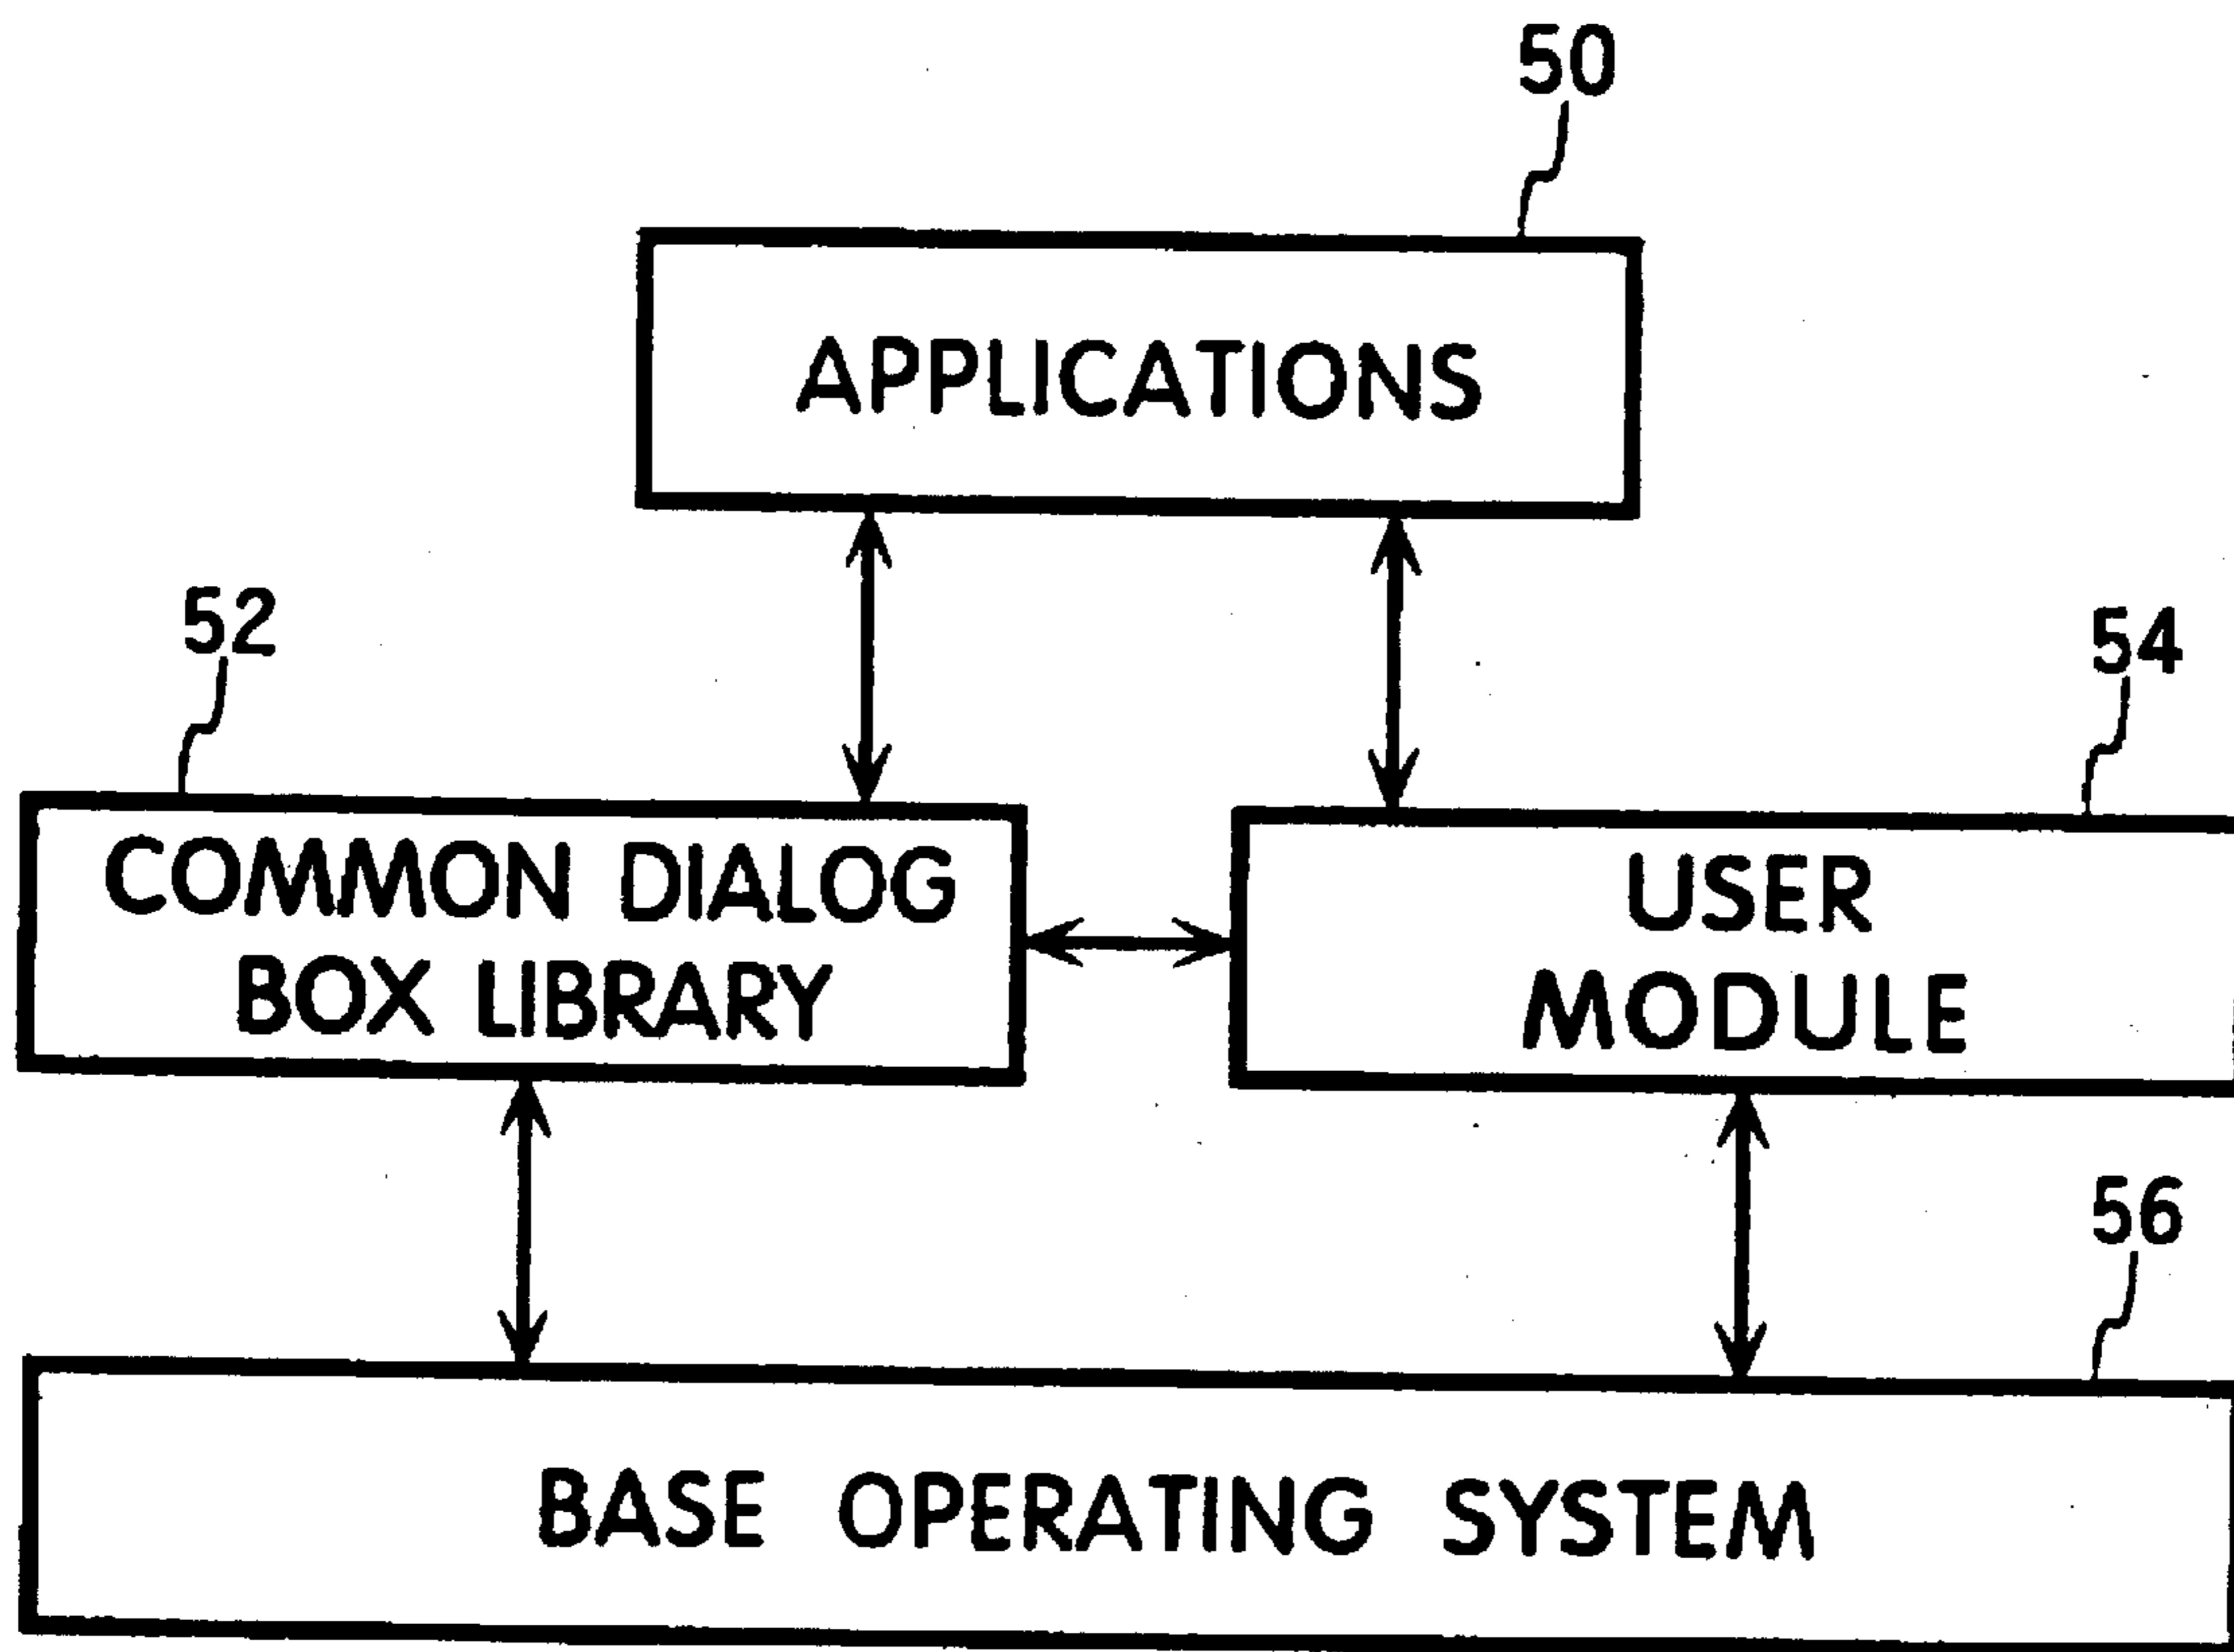 50
APPLICATIONS
52
54
COMMON DIALOG
BOX LIBRARY
USER
MODULE
56
BASE OPERATING SYSTEM